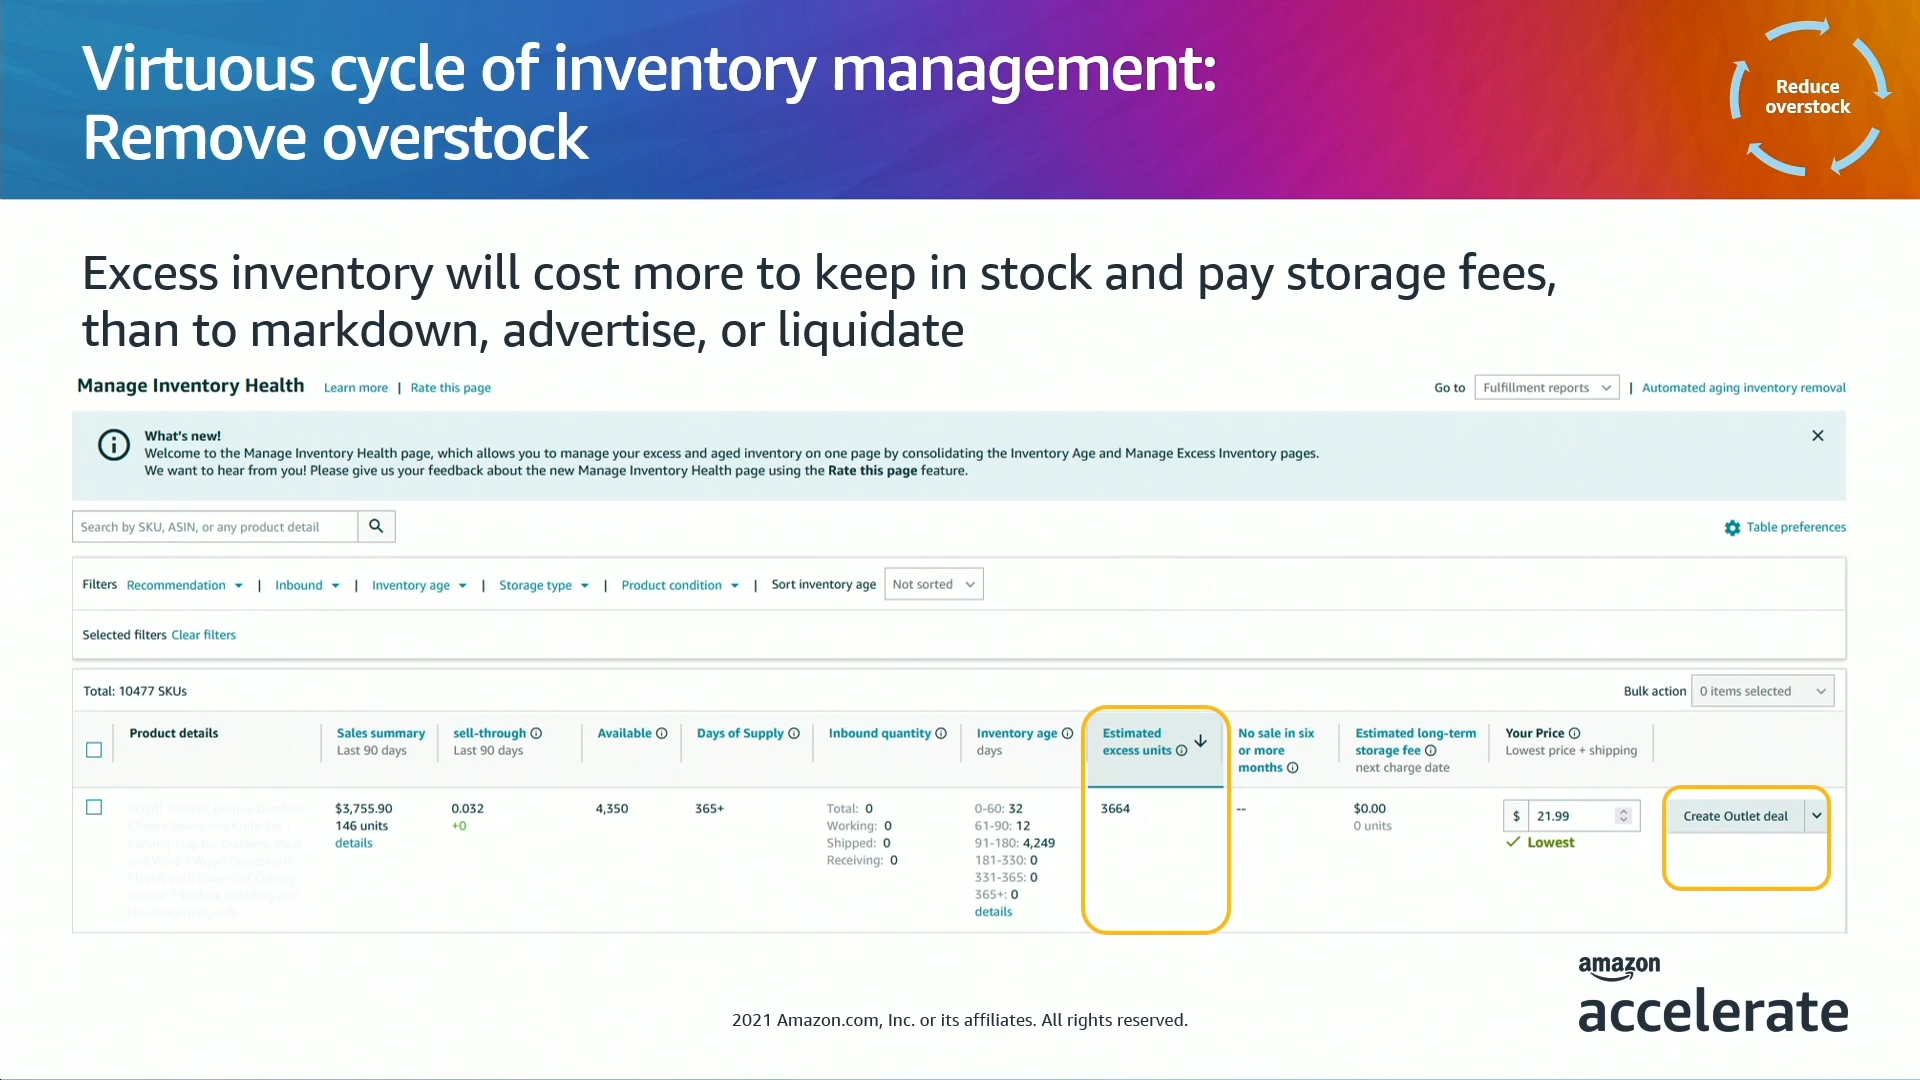 Virtuous cycle of inventory management:
Remove overstock
Reduce
overstock
Excess inventory will cost more to keep in stock and pay storage fees,
than to markdown, advertise, or liquidate
Manage Inventory Health Learn more | Rate this page
Go to Fulfillment reports | Automated aging inventory removal
What's new!
Welcome to the Manage Inventory Health page, which allows you to manage your excess and aged inventory on one page by consolidating the Inventory Age and Manage Excess Inventory pages.
We want to hear from you! Please give us your feedback about the new Manage Inventory Health page using the Rate this page feature.
Search by SKU, ASIN, or any product detail
Table preferences
Filters Recommendation | Inbound | Inventory age | Storage type | Product condition | Sort inventory age Not sorted
Selected filters Clear filters
Total: 10477 SKUs
Bulk action 0 items selected
Product details
Sales summary
Last 90 days
sell-through
Last 90 days
Available
Days of Supply
Inbound quantity
Inventory age
days
Estimated
excess units
No sale in six
or more
months
Estimated long-term
storage fee
next charge date
Your Price
Lowest price + shipping
$3,755.90
146 units
details
0.032
+0
4,350
365+
Total: 0
Working: 0
Shipped: 0
Receiving: 0
0-60: 32
61-90: 12
91-180: 4,249
181-330: 0
331-365: 0
365+: 0
details
3664
--
$0.00
0 units
$ 21.99
Lowest
Create Outlet deal
amazon
accelerate
2021 Amazon.com, Inc. or its affiliates. All rights reserved.